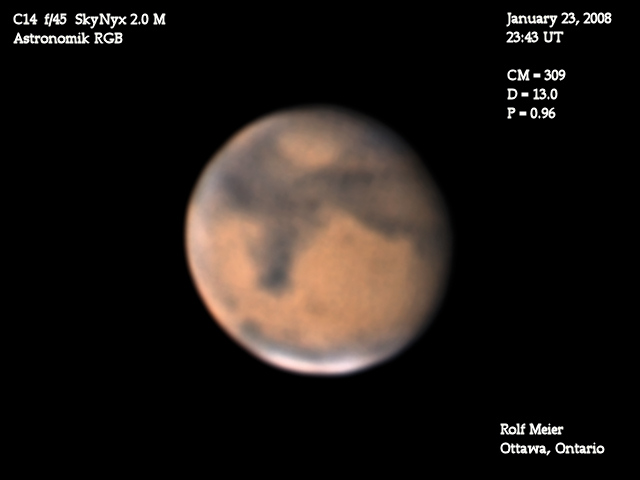 C14 f/45 SkyNyx 2.0 M
Astronomik RGB
January 23, 2008
23:43 UT
CM = 309
D = 13.0
P = 0.96
Rolf Meier
Ottawa, Ontario